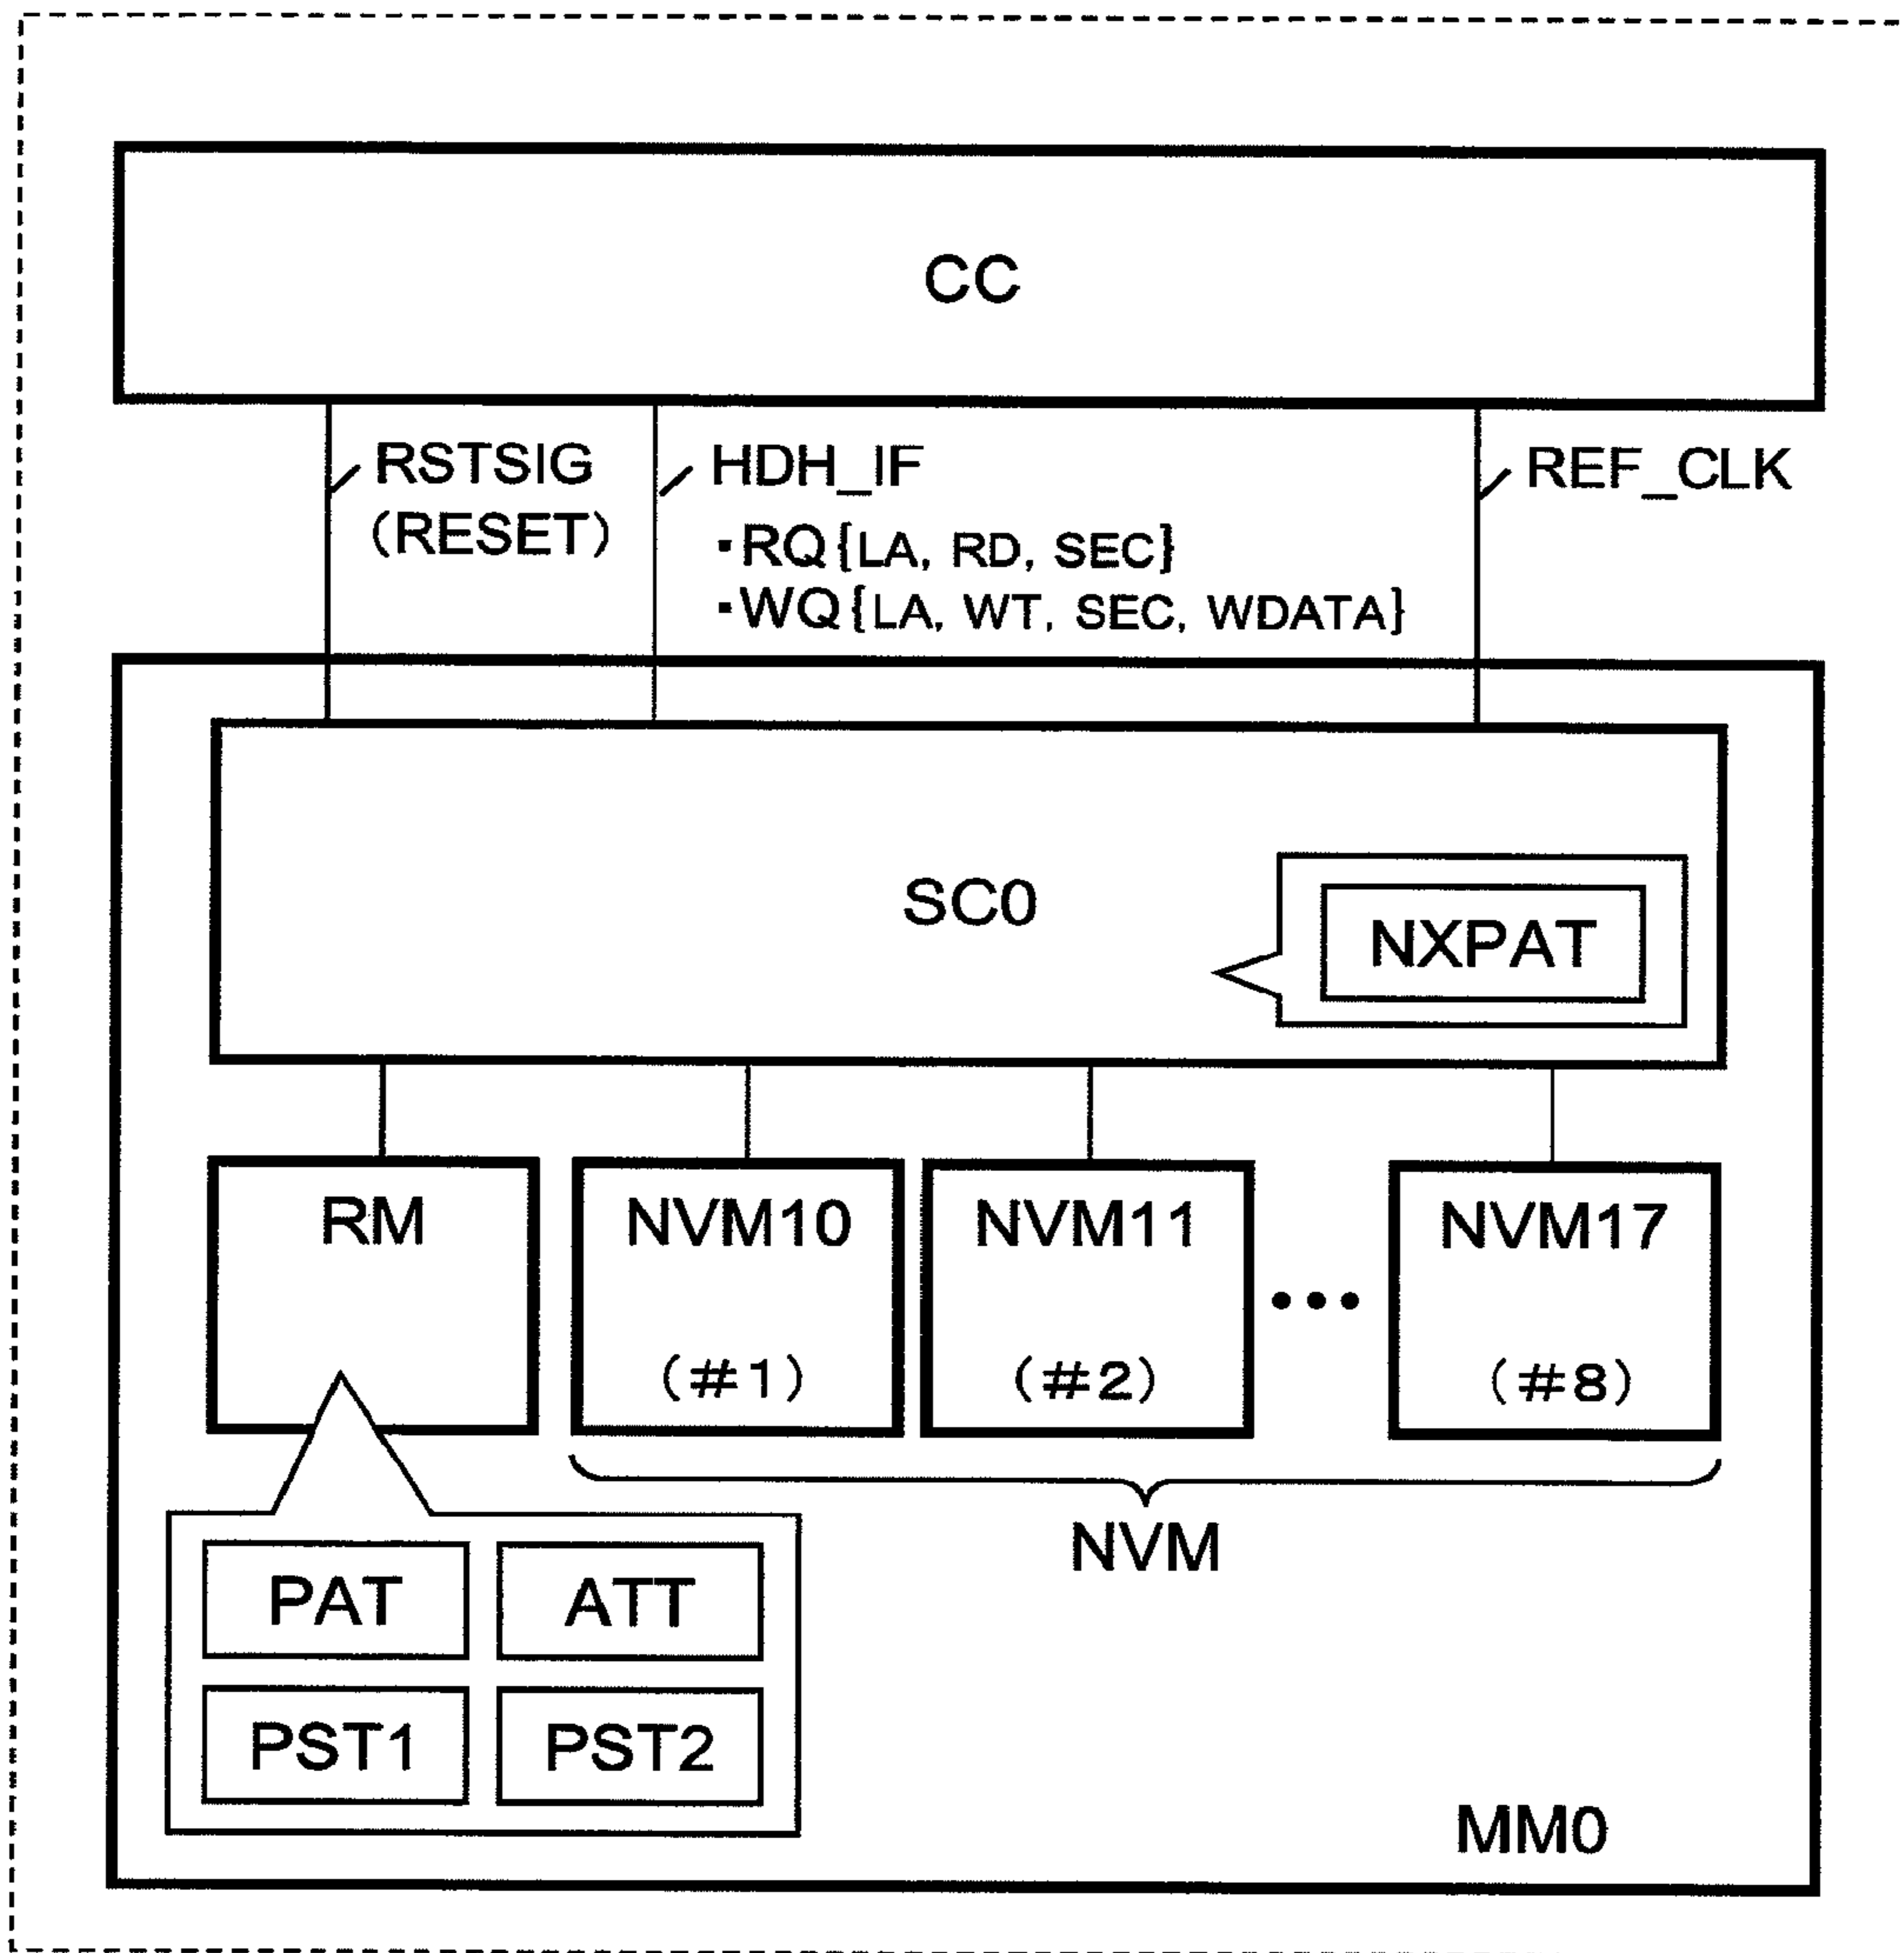 CC
RSTSIG
(RESET)
HDH_IF
・RQ{LA, RD, SEC}
・WQ{LA, WT, SEC, WDATA}
REF_CLK
SC0
NXPAT
RM
NVM10
(#1)
NVM11
(#2)
•••
NVM17
(#8)
NVM
PAT
ATT
PST1
PST2
MM0